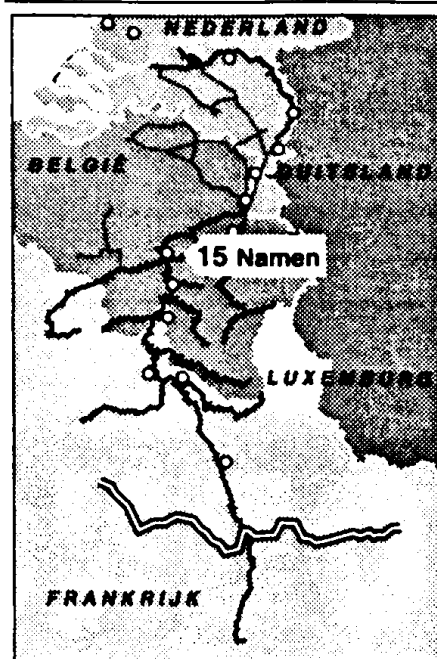 NEDERLAND
BELGIË
DUITSLAND
15 Namen
LUXEMBURG
FRANKRIJK